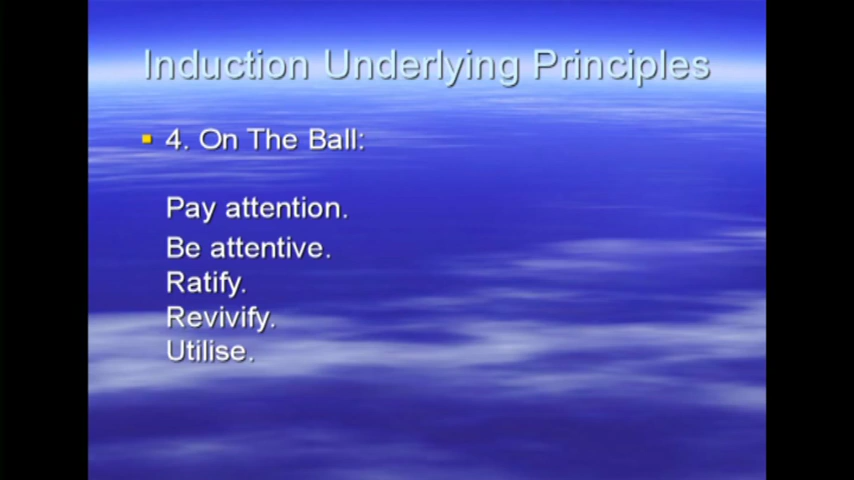 Induction Underlying Principles
4. On The Ball:
Pay attention.
Be attentive.
Ratify.
Revivify.
Utilise.